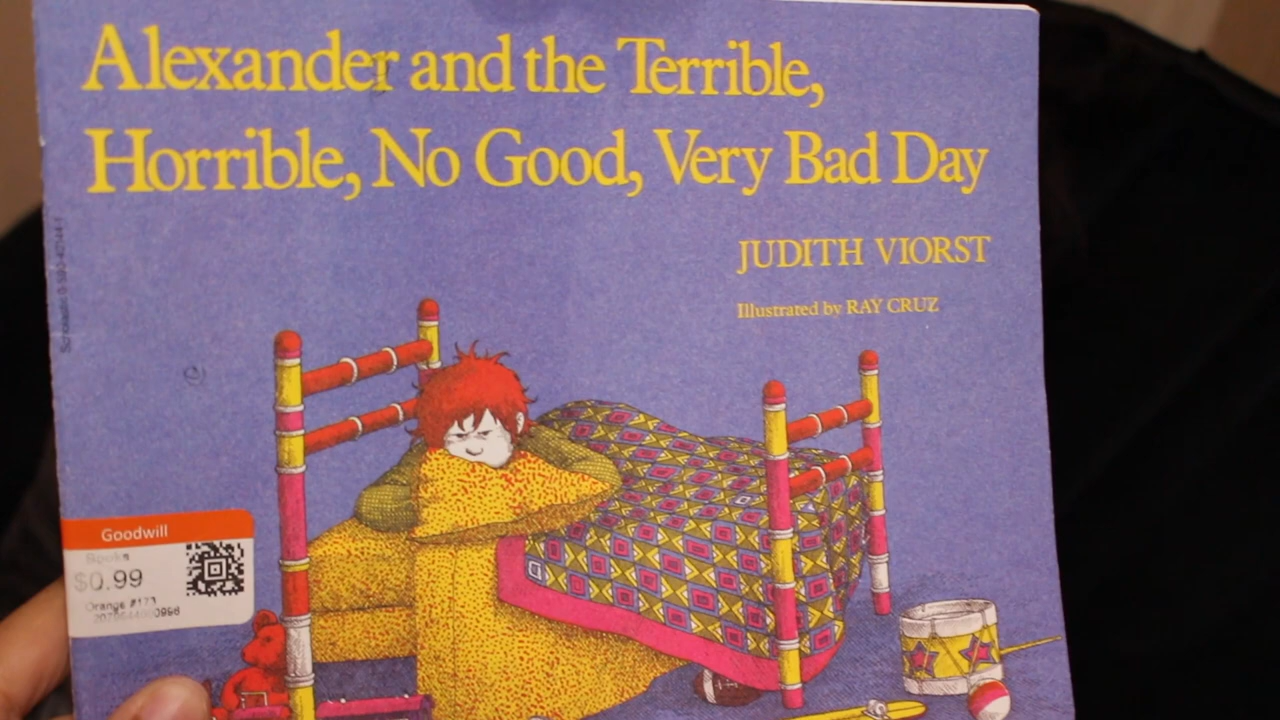 Alexander and the Terrible,
Horrible, No Good, Very Bad Day
JUDITH VIORST
Illustrated by RAY CRUZ
Goodwill
Books
$0.99
Orange #173